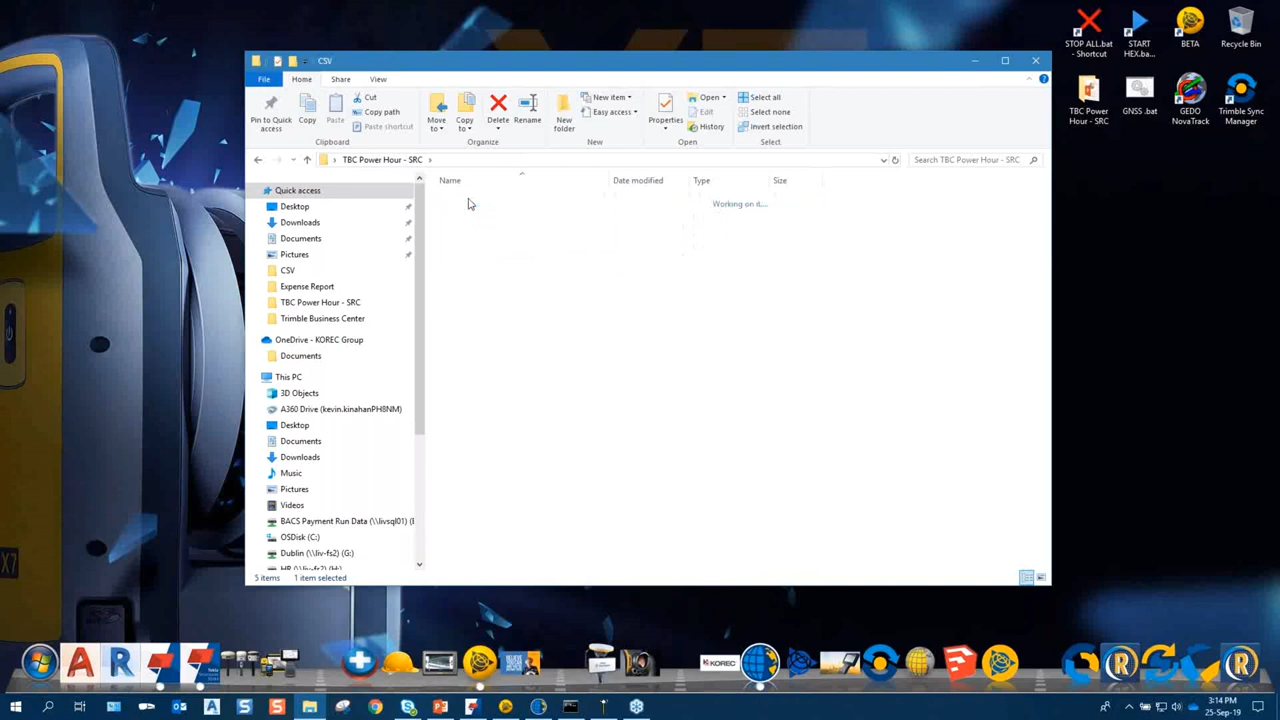 CSV
File Home Share View
Pin to Quick access
Copy
Paste
Cut
Copy path
Paste shortcut
Clipboard
Move to
Copy to
Delete
Rename
Organize
New folder
New item
Easy access
New
Properties
Open
Edit
History
Open
Select all
Select none
Invert selection
Select
TBC Power Hour - SRC
Search TBC Power Hour - SRC
Name Date modified Type Size
Working on it...
Quick access
Desktop
Downloads
Documents
Pictures
CSV
Expense Report
TBC Power Hour - SRC
Trimble Business Center
OneDrive - KOREC Group
Documents
This PC
3D Objects
A360 Drive (kevin.kinahanPH8NM)
Desktop
Documents
Downloads
Music
Pictures
Videos
BACS Payment Run Data (\\livsql01) (
OSDisk (C:)
Dublin (\\liv-fs2) (G:)
HR (\\liv-fs2) (H:)
5 items 1 item selected
STOP ALL.bat - Shortcut
START HEX.ba...
BETA
Recycle Bin
TBC Power Hour - SRC
GNSS .bat
GEDO NovaTrack
Trimble Sync Manager
X7
KOREC
3:14 PM
25-Sep-19